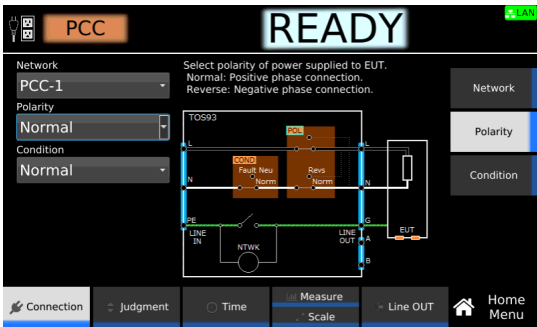 LAN
PCC
READY
Network
PCC-1
Polarity
Normal
Condition
Normal
Select polarity of power supplied to EUT.
Normal: Positive phase connection.
Reverse: Negative phase connection.
TOS93
POL
L
L
COND
Fault Neu
Norm
Revs
Norm
N
N
PE
G
LINE
IN
NTWK
LINE
OUT
A
B
EUT
Network
Polarity
Condition
Connection
Judgment
Time
Measure
Scale
Line OUT
Home
Menu